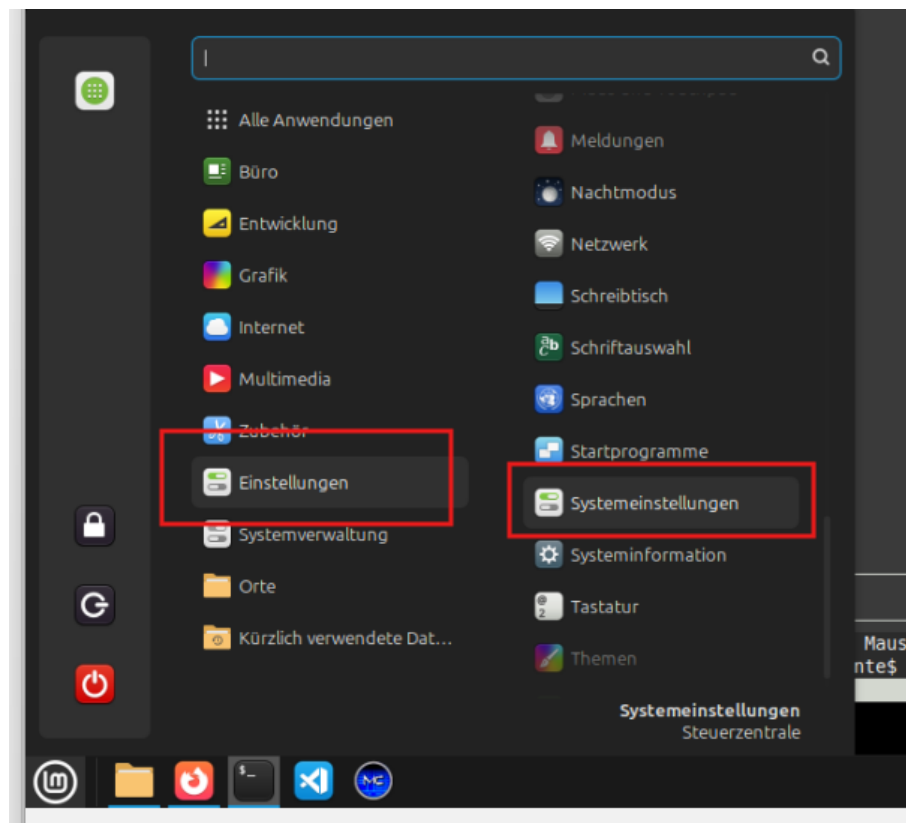 Alle Anwendungen
Büro
Entwicklung
Grafik
Internet
Multimedia
Zubehör
Einstellungen
Systemverwaltung
Orte
Kürzlich verwendete Dat...
Meldungen
Nachtmodus
Netzwerk
Schreibtisch
Schriftauswahl
Sprachen
Startprogramme
Systemeinstellungen
Systeminformation
Tastatur
Themen
Systemeinstellungen
Steuerzentrale
Maus
nte$